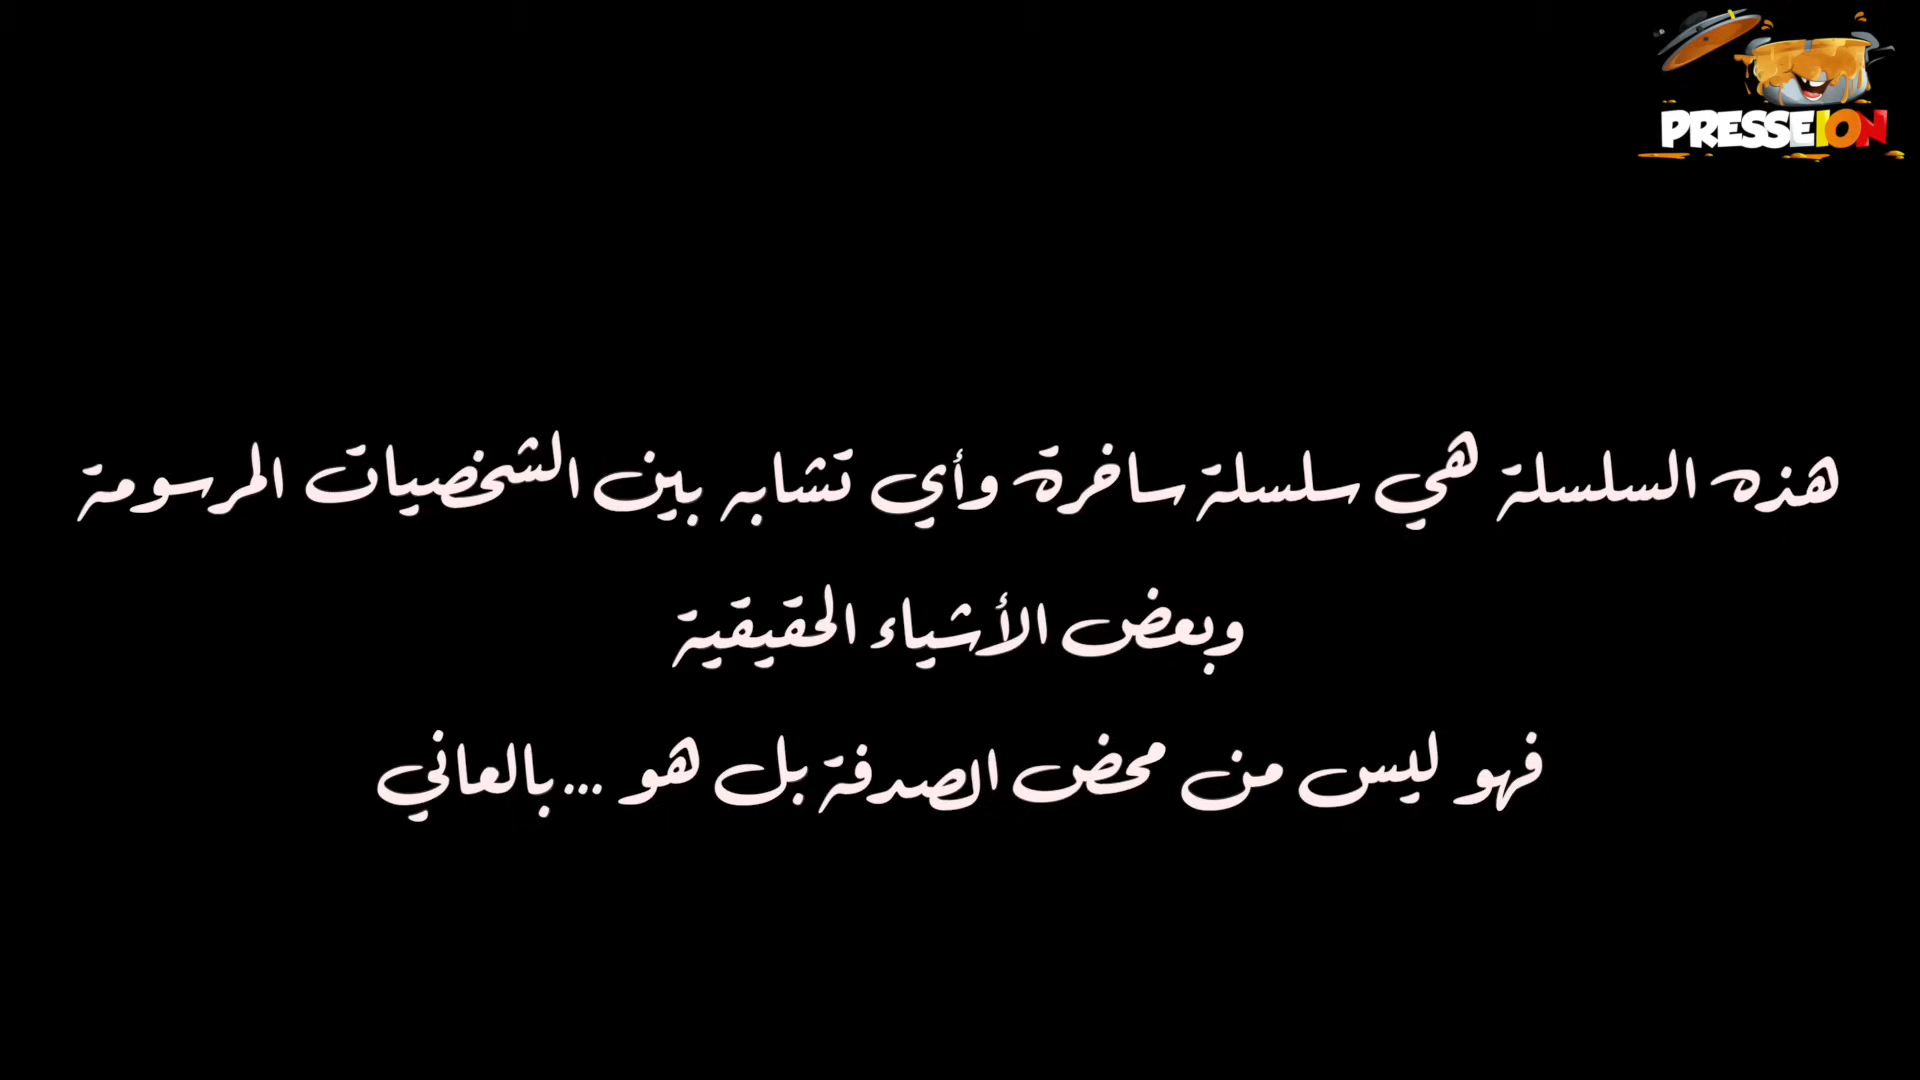 PRESSEION
هذه السلسلة هي سلسلة ساخرة وأي تشابه بين الشخصيات المرسومة
وبعض الأشياء الحقيقية
فهو ليس من محض الصدفة بل هو ...بالعاني